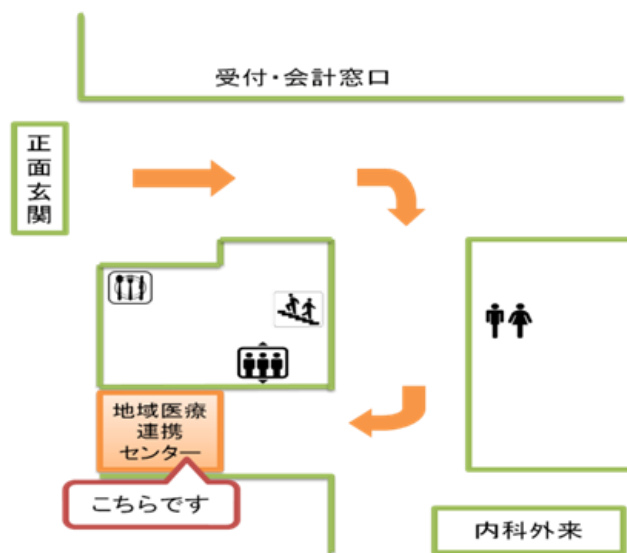 受付・会計窓口
正面玄関
地域医療
連携
センター
こちらです
内科外来